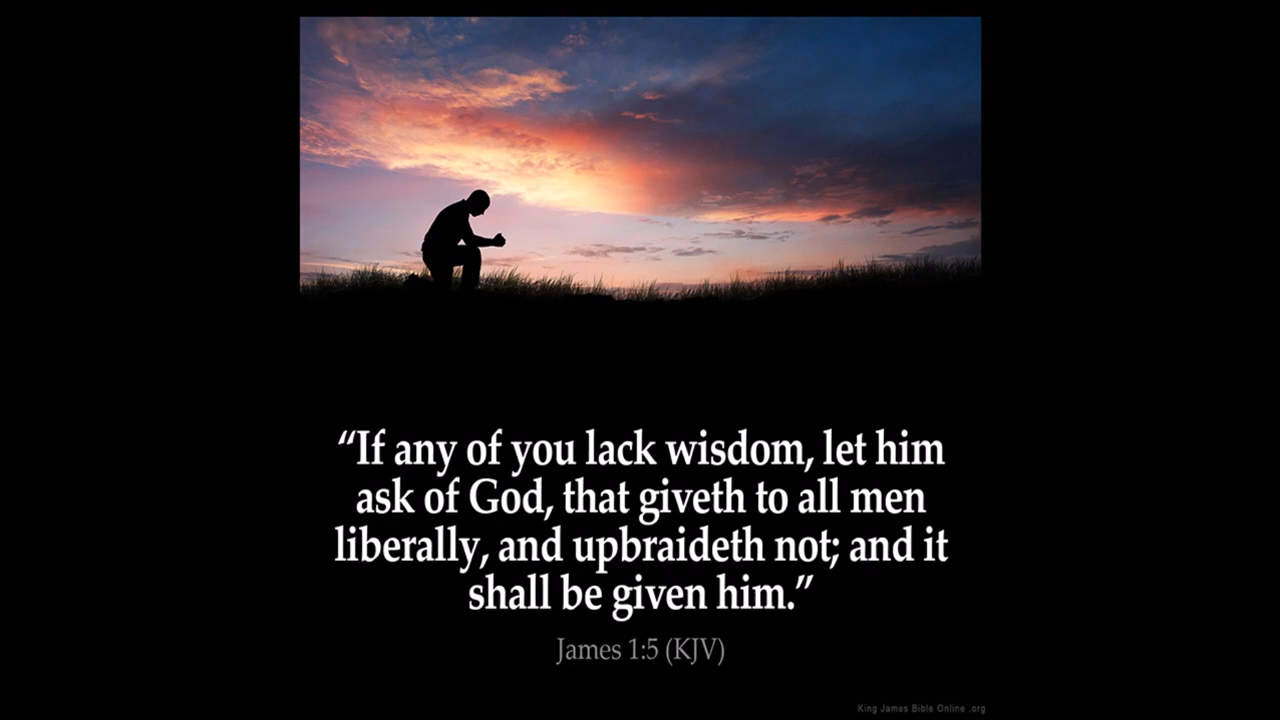 “If any of you lack wisdom, let him
ask of God, that giveth to all men
liberally, and upbraideth not; and it
shall be given him.”
James 1:5 (KJV)
King James Bible Online .org